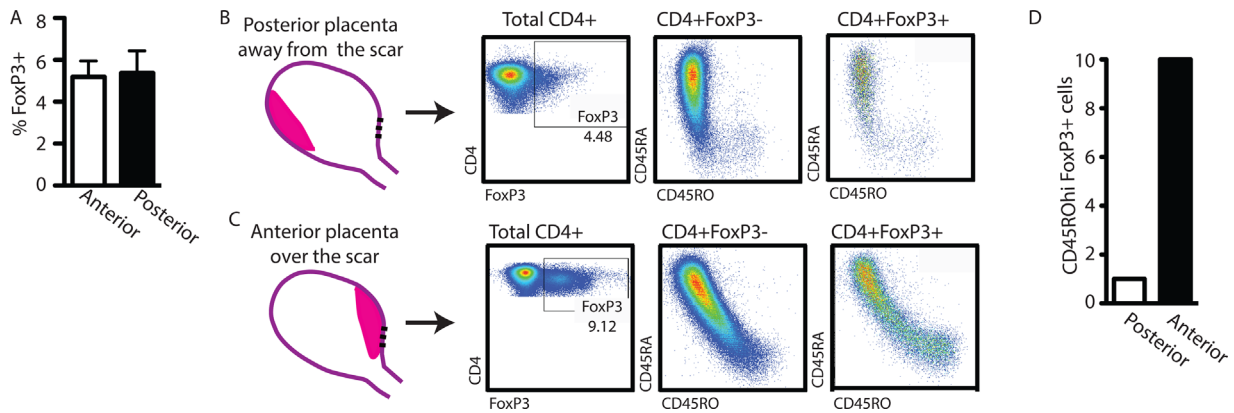 A
% FoxP3+
8
6
4
2
0
Anterior
Posterior
B
Posterior placenta
away from the scar
Total CD4+
CD4
FoxP3
4.48
FoxP3
CD4+FoxP3-
CD45RA
CD45RO
CD4+FoxP3+
CD45RA
CD45RO
C
Anterior placenta
over the scar
Total CD4+
CD4
FoxP3
9.12
FoxP3
CD4+FoxP3-
CD45RA
CD45RO
CD4+FoxP3+
CD45RA
CD45RO
D
CD45ROhi FoxP3+ cells
10
8
6
4
2
0
Posterior
Anterior